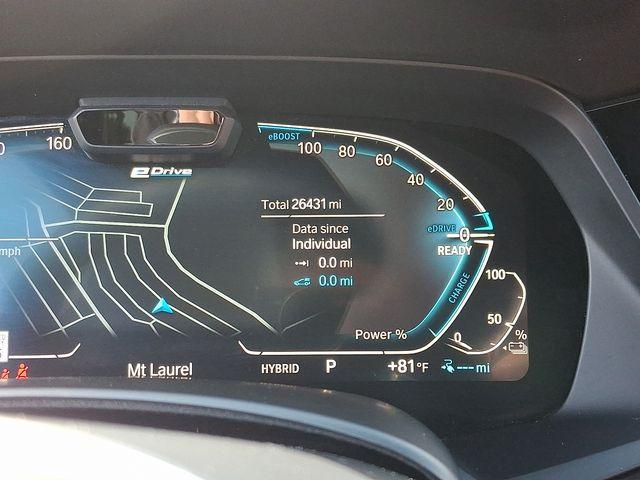 160
eBOOST
100
80
60
40
20
0
eDRIVE
READY
CHARGE
eDrive
Total 26431 mi
Data since
Individual
0.0 mi
0.0 mi
mph
100
50
0
%
Power %
Mt Laurel
HYBRID
P
+81°F
--- mi